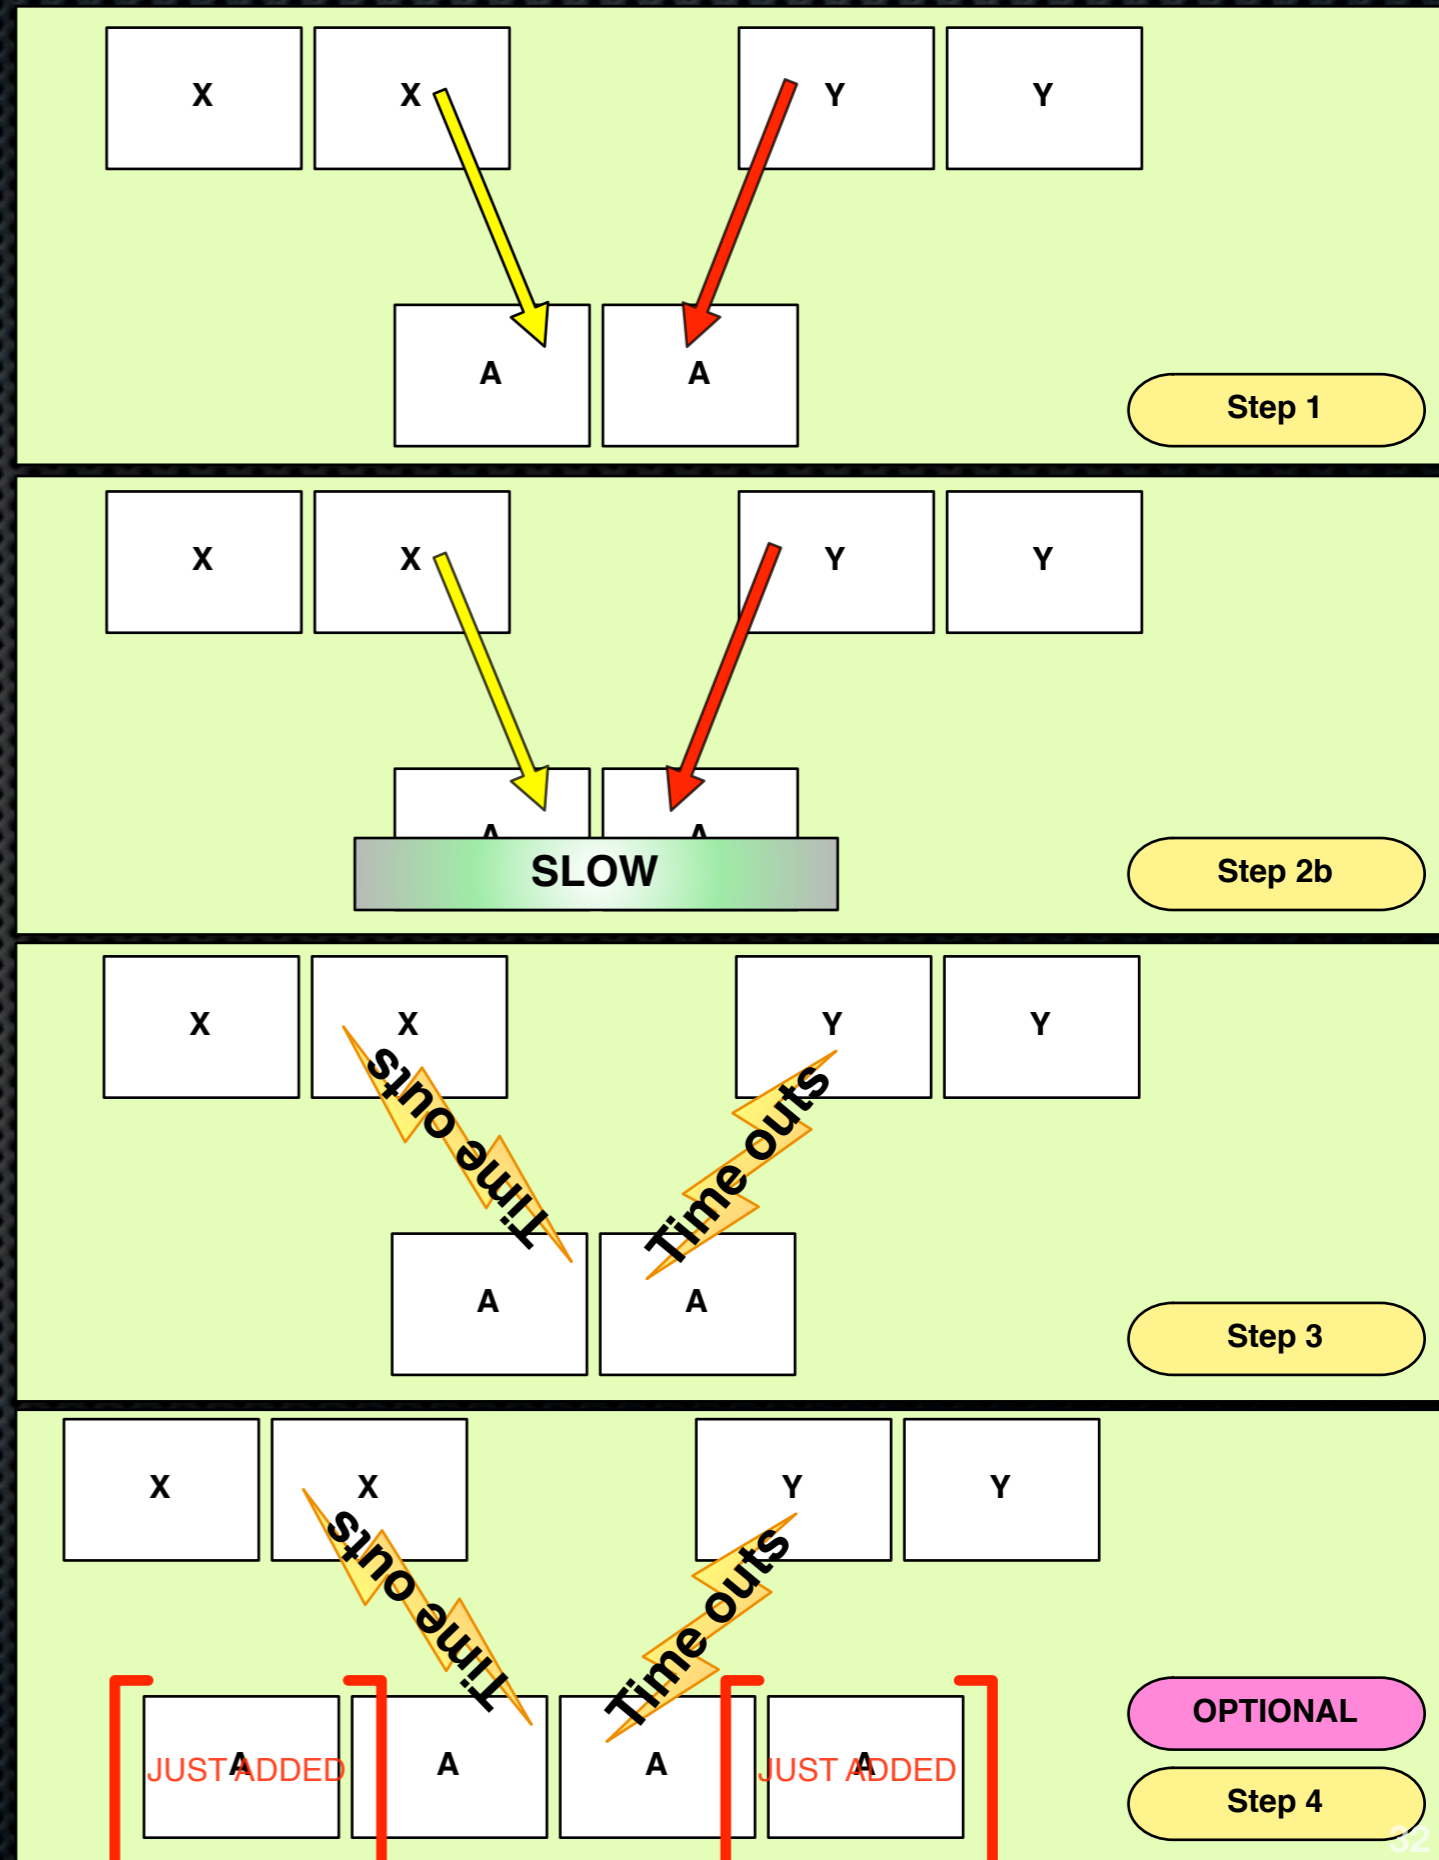 X X Y Y
A A
Step 1
X X Y Y
A A
SLOW
Step 2b
X X Y Y
Time outs Time outs
A A
Step 3
X X Y Y
Time outs Time outs
OPTIONAL
A A A A
JUST ADDED JUST ADDED
Step 4
32